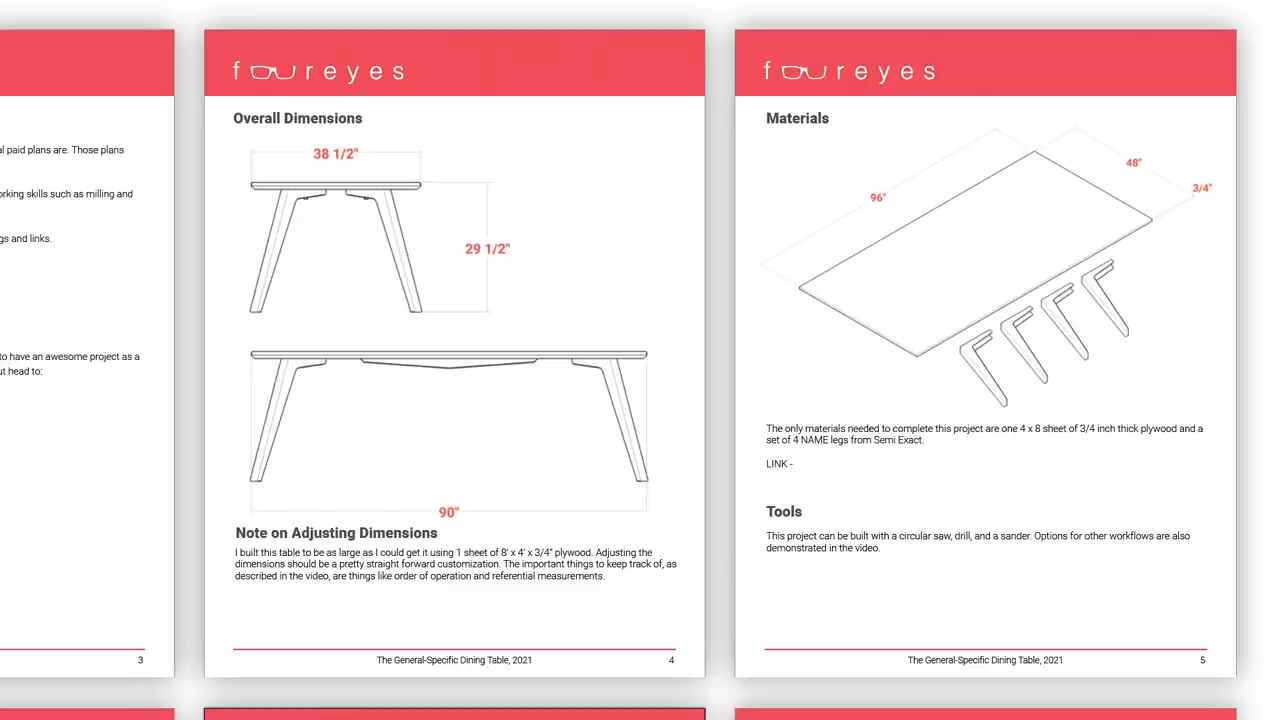 al paid plans are. Those plans
rking skills such as milling and
gs and links.
to have an awesome project as a
ut head to:
3
foureyes
Overall Dimensions
38 1/2"
29 1/2"
90"
Note on Adjusting Dimensions
I built this table to be as large as I could get it using 1 sheet of 8' x 4' x 3/4" plywood. Adjusting the
dimensions should be a pretty straight forward customization. The important things to keep track of, as
described in the video, are things like order of operation and referential measurements.
The General-Specific Dining Table, 2021
4
foureyes
Materials
48"
3/4"
96"
The only materials needed to complete this project are one 4 x 8 sheet of 3/4 inch thick plywood and a
set of 4 NAME legs from Semi Exact.
LINK -
Tools
This project can be built with a circular saw, drill, and a sander. Options for other workflows are also
demonstrated in the video.
The General-Specific Dining Table, 2021
5